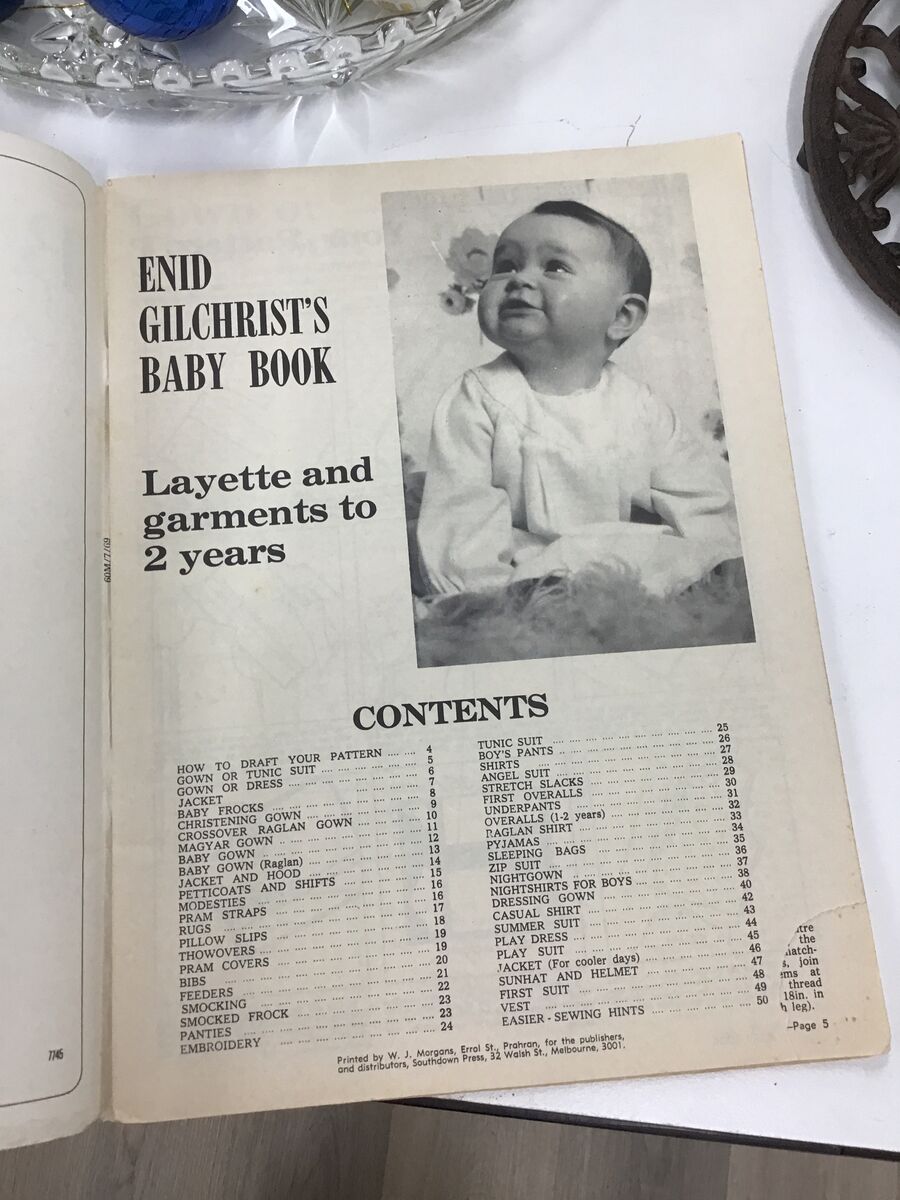 ENID
GILCHRIST'S
BABY BOOK
Layette and
garments to
2 years
60M/7/69
CONTENTS
HOW TO DRAFT YOUR PATTERN .... .... 4
GOWN OR TUNIC SUIT .... .... .... .... 5
GOWN OR DRESS .... .... .... .... .... 6
JACKET 7
BABY FROCKS .... .... .... .... .... 8
CHRISTENING GOWN .... .... .... .... 9
CROSSOVER RAGLAN GOWN .... .... .... 10
MAGYAR GOWN .... .... .... .... .... 11
BABY GOWN .... .... .... .... .... 12
BABY GOWN (Raglan) .... .... .... .... 13
JACKET AND HOOD .... .... .... .... 14
PETTICOATS AND SHIFTS .... .... .... 15
MODESTIES .... .... .... .... .... 16
PRAM STRAPS .... .... .... .... .... 16
RUGS .... .... .... .... .... .... 17
PILLOW SLIPS .... .... .... .... .... 18
THOWOVERS .... .... .... .... .... 19
PRAM COVERS .... .... .... .... .... 19
BIBS .... .... .... .... .... .... 20
FEEDERS .... .... .... .... .... 21
SMOCKING .... .... .... .... .... 22
SMOCKED FROCK .... .... .... .... 23
PANTIES .... .... .... .... .... 23
EMBROIDERY .... .... .... .... .... 24
TUNIC SUIT .... .... .... .... .... 25
BOY'S PANTS .... .... .... .... .... 26
SHIRTS .... .... .... .... .... 27
ANGEL SUIT .... .... .... .... .... 28
STRETCH SLACKS .... .... .... .... 29
FIRST OVERALLS .... .... .... .... 30
UNDERPANTS .... .... .... .... .... 31
OVERALLS (1-2 years) .... .... .... .... 32
RAGLAN SHIRT .... .... .... .... .... 33
PYJAMAS .... .... .... .... .... 34
SLEEPING BAGS .... .... .... .... 35
ZIP SUIT .... .... .... .... .... 36
NIGHTGOWN .... .... .... .... .... 37
NIGHTSHIRTS FOR BOYS .... .... .... 38
DRESSING GOWN .... .... .... .... 40
CASUAL SHIRT .... .... .... .... .... 42
SUMMER SUIT .... .... .... .... .... 43
PLAY DRESS .... .... .... .... .... 44
PLAY SUIT .... .... .... .... .... 45
JACKET (For cooler days) .... .... .... 46
SUNHAT AND HELMET .... .... .... 47
FIRST SUIT .... .... .... .... .... 48
VEST .... .... .... .... .... 49
EASIER - SEWING HINTS .... .... .... 50
the
join
at
thread
18in. in
leg).
—Page 5
Printed by W. J. Morgans, Errol St., Prahran, for the publishers,
and distributors, Southdown Press, 32 Walsh St., Melbourne, 3001.
7745